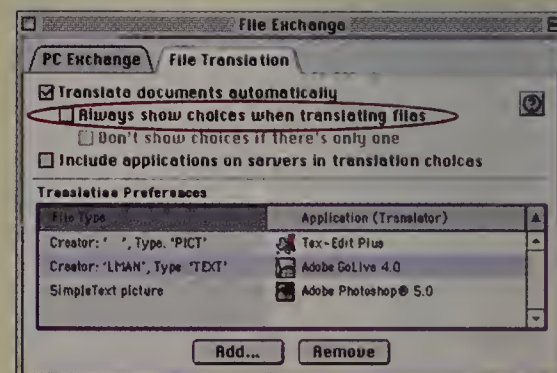 File Exchange
PC Exchange File Translation
Translate documents automatically
Always show choices when translating files
Don't show choices if there's only one
Include applications on servers in translation choices
Translation Preferences
File Type Application (Translator)
Creator: ' ', Type. 'PICT' Tex-Edit Plus
Creator: 'LMAN', Type 'TEXT' Adobe GoLive 4.0
SimpleText picture Adobe Photoshop® 5.0
Add... Remove